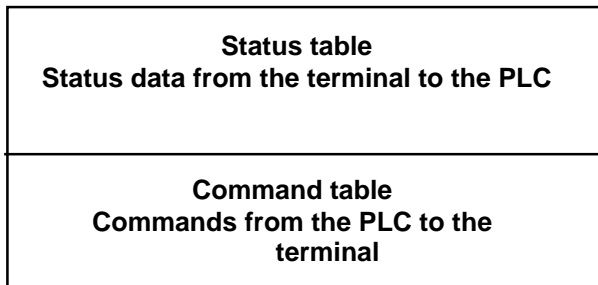 Status table
Status data from the terminal to the PLC
Command table
Commands from the PLC to the
terminal